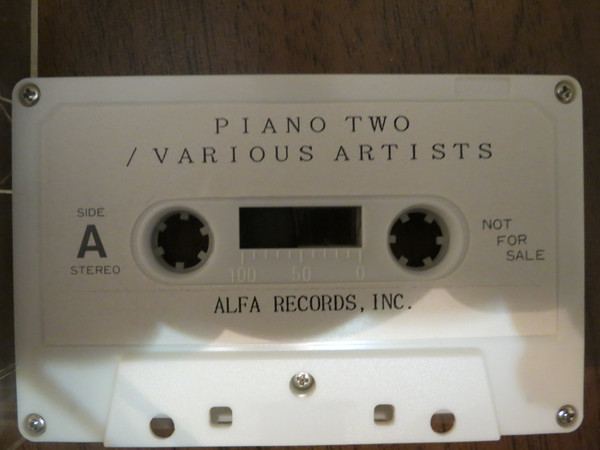 PIANO TWO
/ VARIOUS ARTISTS
SIDE
A
STEREO
NOT
FOR
SALE
100 50 0
ALFA RECORDS, INC.